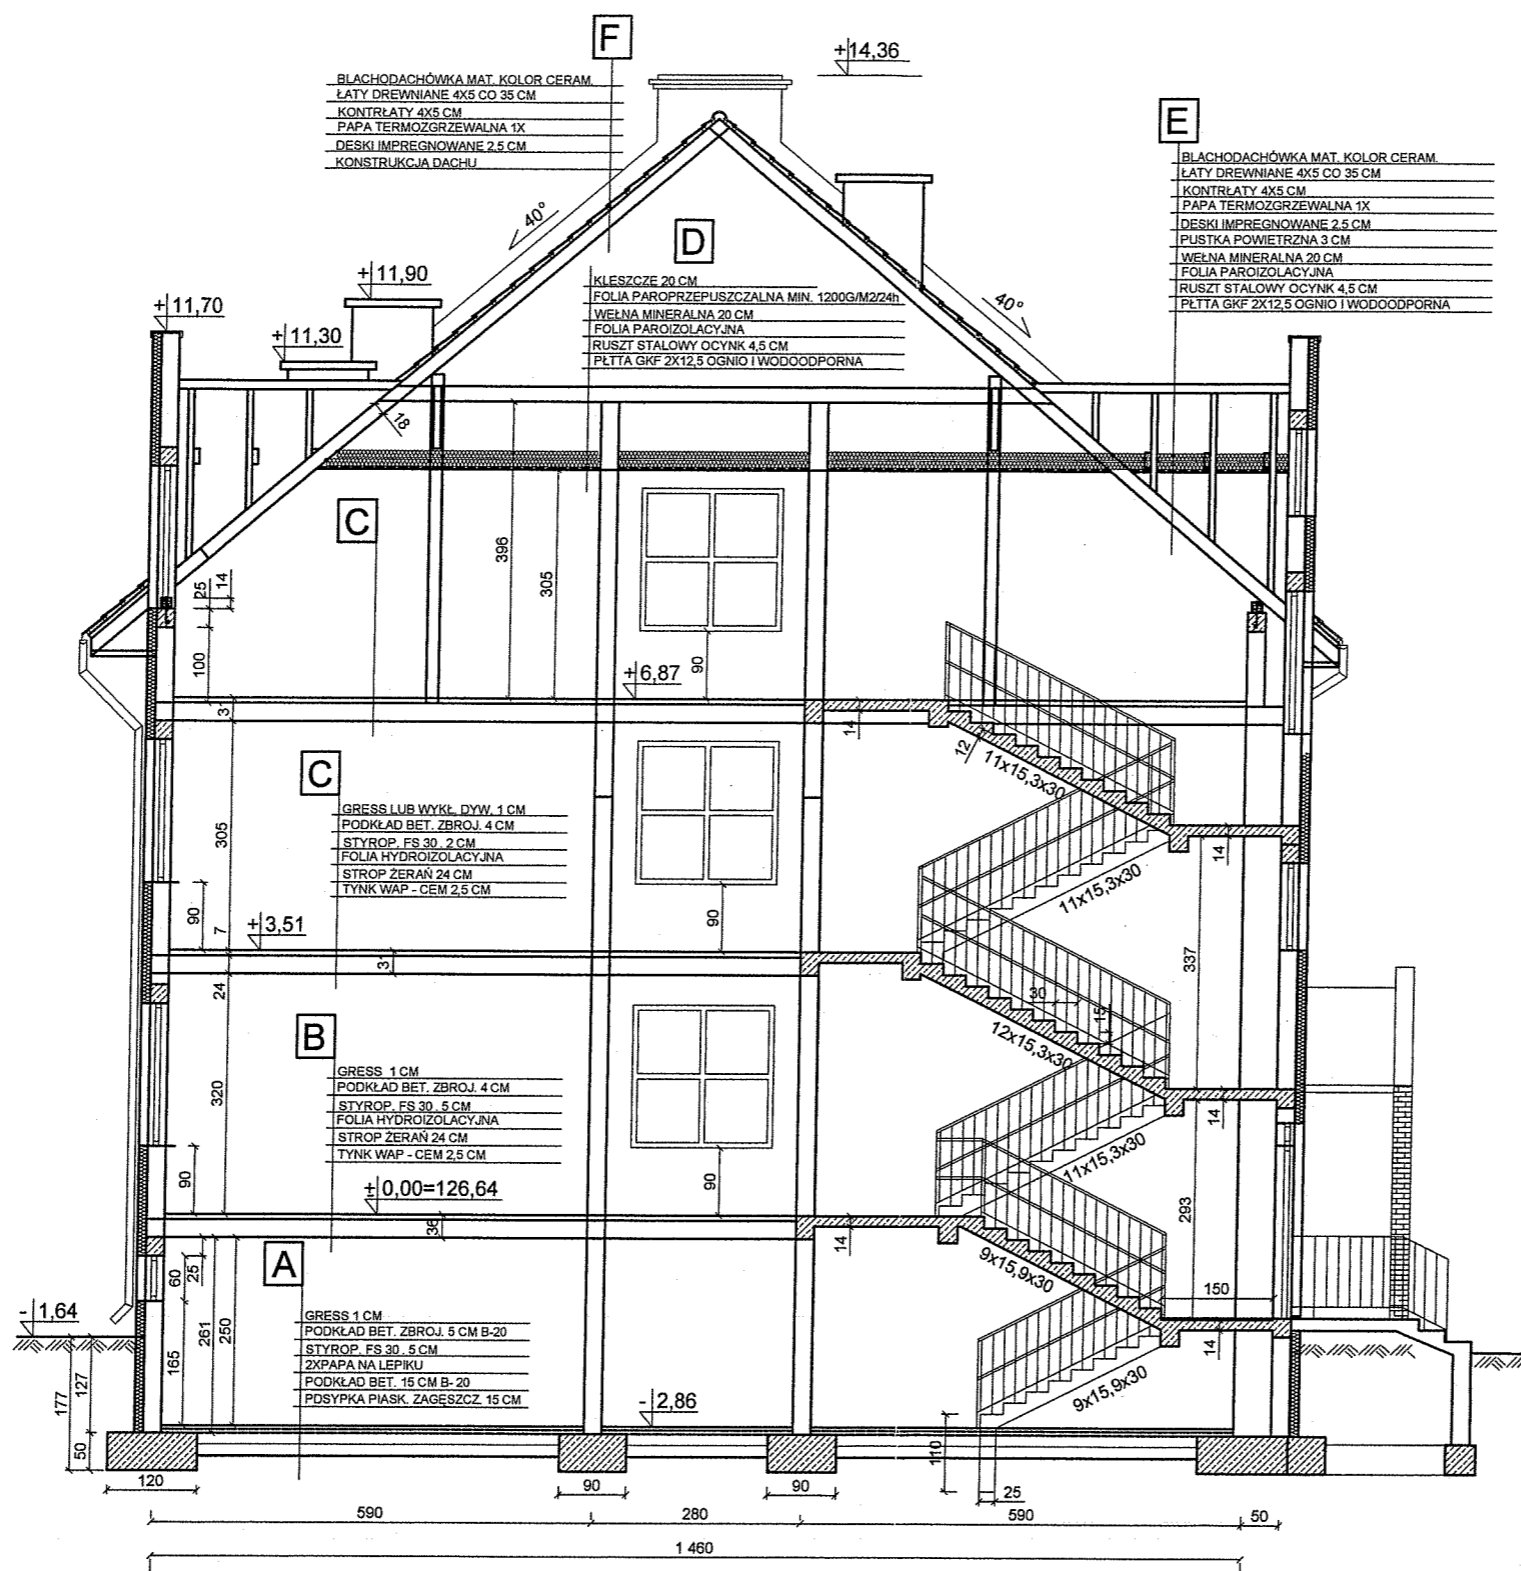 F
+14,36
BLACHODACHÓWKA MAT. KOLOR CERAM.
ŁATY DREWNIANE 4X5 CO 35 CM
KONTRŁATY 4X5 CM
PAPA TERMOZGRZEWALNA 1X
DESKI IMPREGNOWANE 2,5 CM
KONSTRUKCJA DACHU
E
BLACHODACHÓWKA MAT. KOLOR CERAM.
ŁATY DREWNIANE 4X5 CO 35 CM
KONTRŁATY 4X5 CM
PAPA TERMOZGRZEWALNA 1X
DESKI IMPREGNOWANE 2,5 CM
PUSTKA POWIETRZNA 3 CM
WEŁNA MINERALNA 20 CM
FOLIA PAROIZOLACYJNA
RUSZT STALOWY OCYNK 4,5 CM
PŁTTA GKF 2X12,5 OGNIO I WODOODPORNA
40°
40°
D
KLESZCZE 20 CM
FOLIA PAROPRZEPUSZCZALNA MIN. 1200G/M2/24h
WEŁNA MINERALNA 20 CM
FOLIA PAROIZOLACYJNA
RUSZT STALOWY OCYNK 4,5 CM
PŁTTA GKF 2X12,5 OGNIO I WODOODPORNA
+11,90
+11,70
+11,30
18
C
396
305
25
14
100
90
+6,87
31
14
12
11x15,3x30
C
GRESS LUB WYKŁ. DYW. 1 CM
PODKŁAD BET. ZBROJ. 4 CM
STYROP. FS 30 . 2 CM
FOLIA HYDROIZOLACYJNA
STROP ŻERAŃ 24 CM
TYNK WAP - CEM 2,5 CM
305
90
90
14
11x15,3x30
7
+3,51
31
24
337
30
15
12x15,3x30
B
GRESS 1 CM
PODKŁAD BET. ZBROJ. 4 CM
STYROP. FS 30 . 5 CM
FOLIA HYDROIZOLACYJNA
STROP ŻERAŃ 24 CM
TYNK WAP - CEM 2,5 CM
320
90
90
14
11x15,3x30
293
+ 0,00=126,64
36
14
9x15,9x30
150
A
GRESS 1 CM
PODKŁAD BET. ZBROJ. 5 CM B-20
STYROP. FS 30 . 5 CM
2XPAPA NA LEPIKU
PODKŁAD BET. 15 CM B- 20
PDSYPKA PIASK. ZAGĘSZCZ. 15 CM
60
25
261
250
165
- 1,64
177
127
50
- 2,86
14
9x15,9x30
110
25
120
90
90
590
280
590
50
1 460